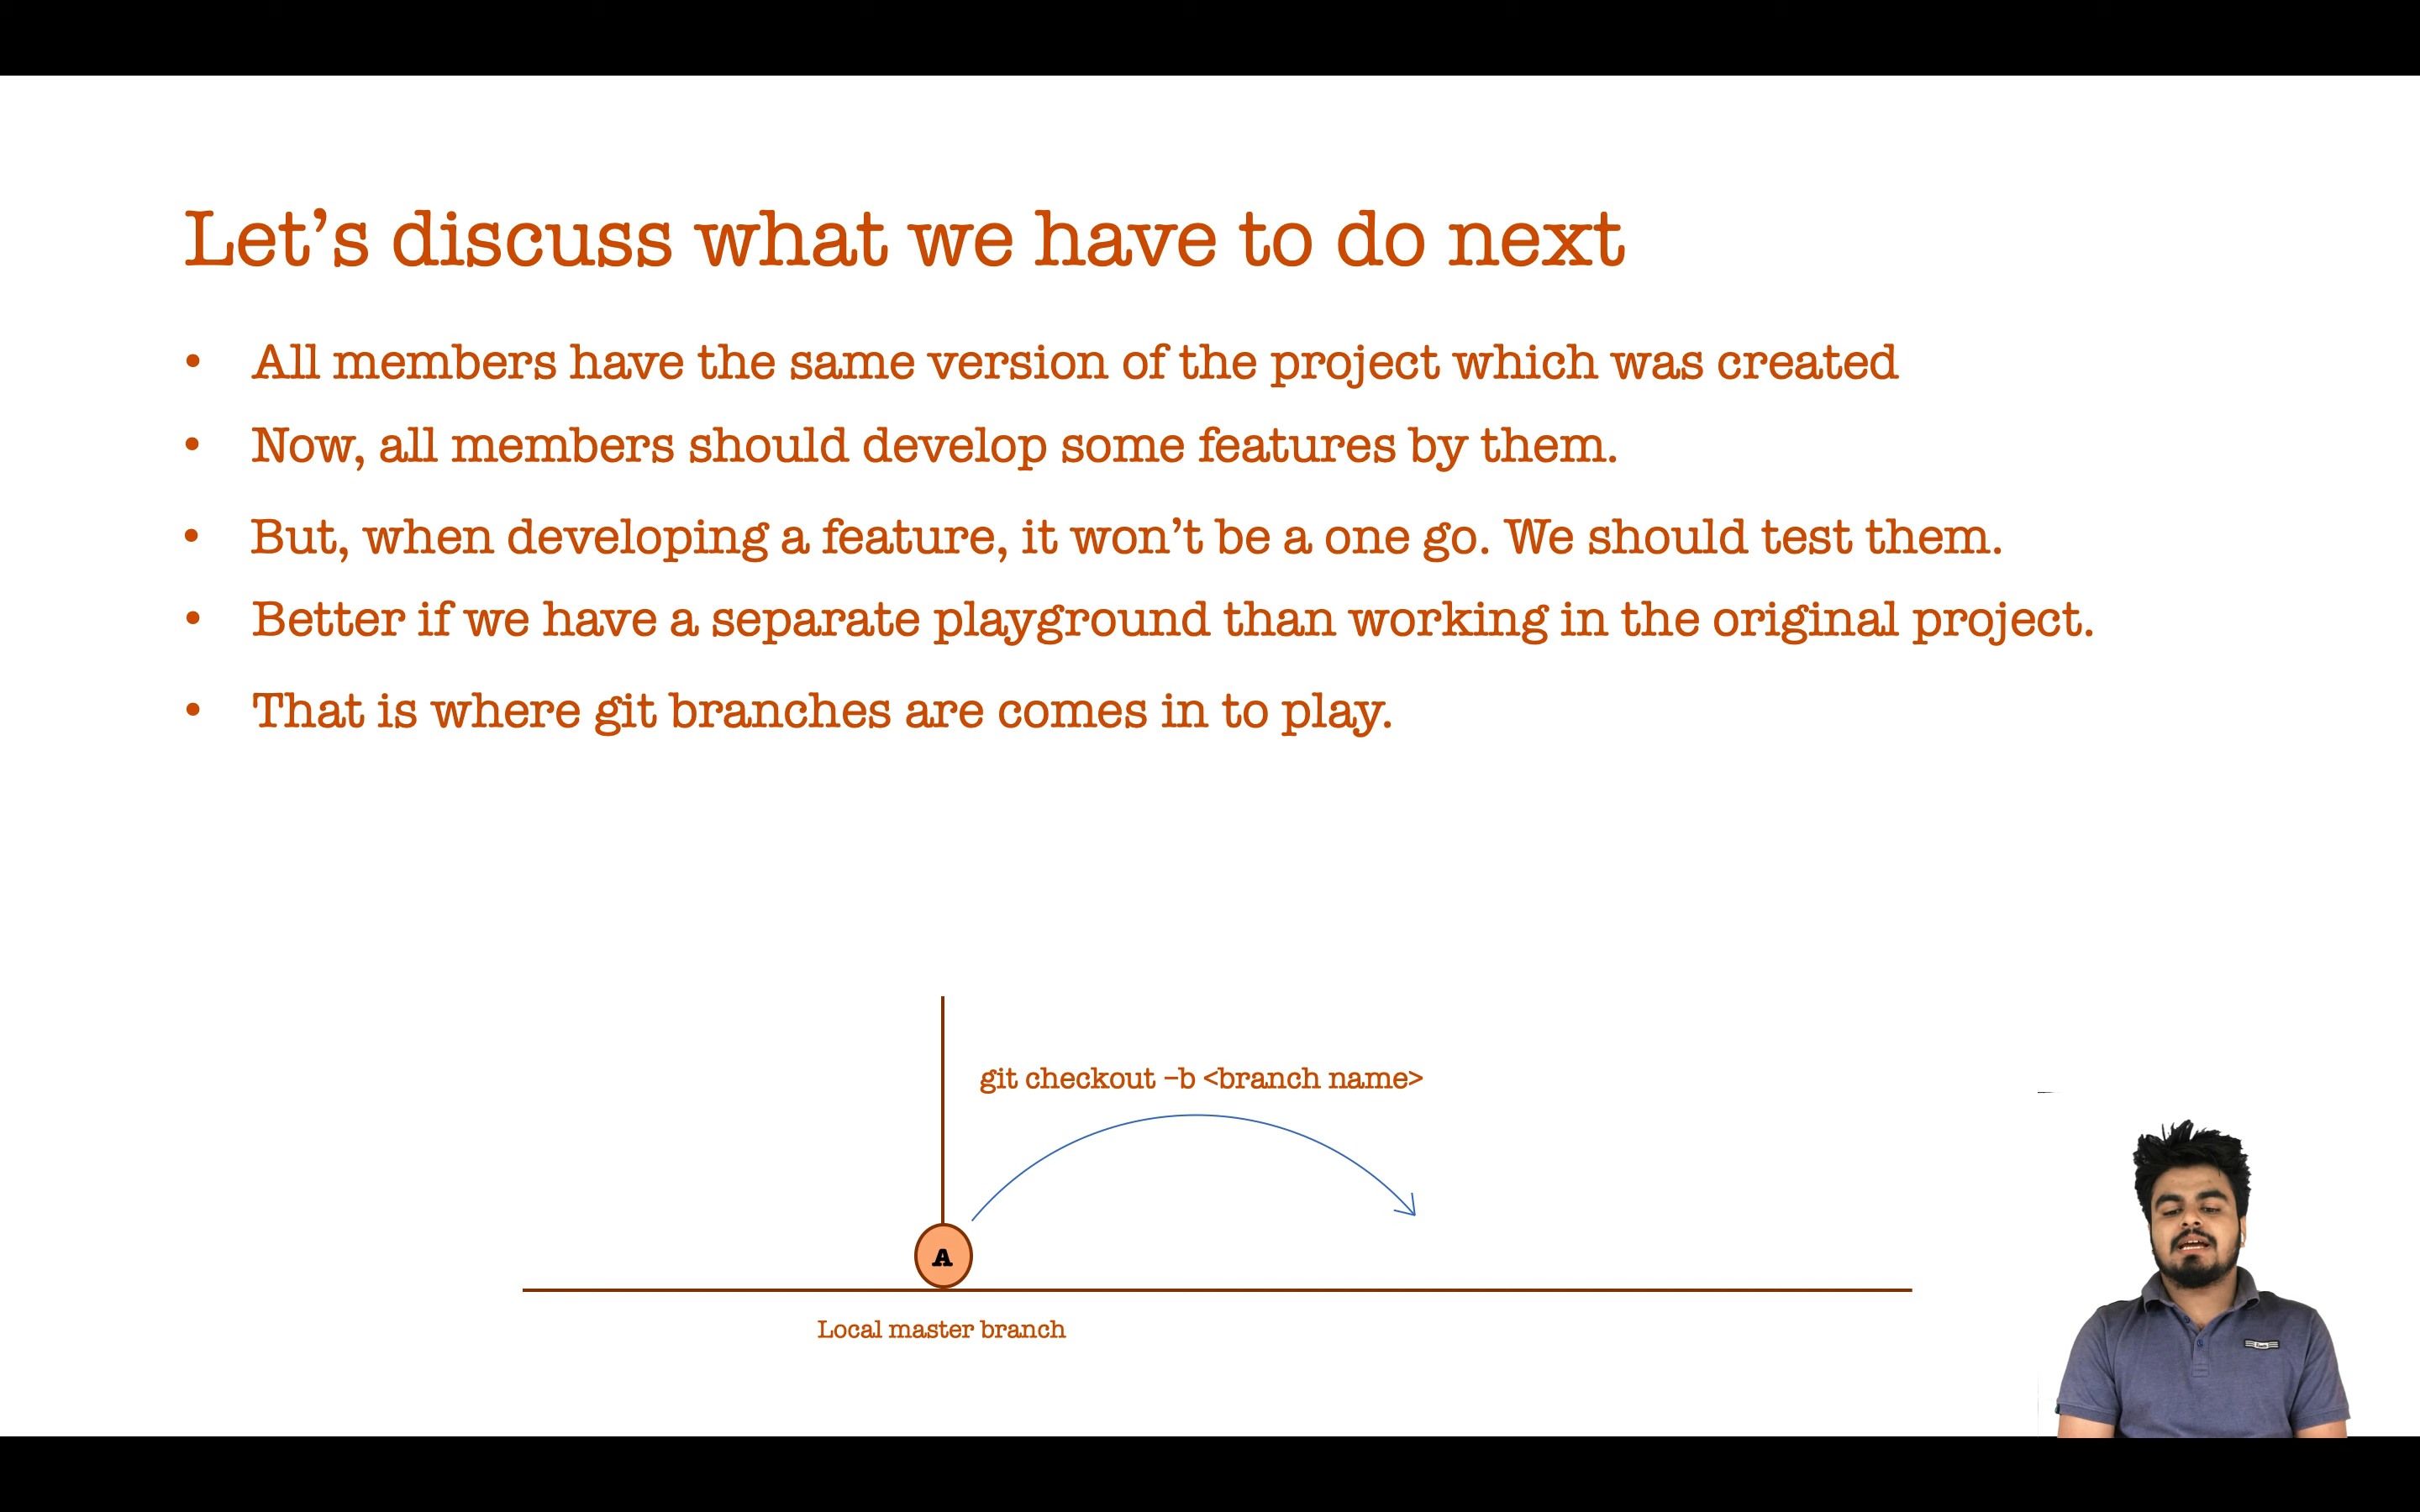 Let’s discuss what we have to do next
• All members have the same version of the project which was created
• Now, all members should develop some features by them.
• But, when developing a feature, it won’t be a one go. We should test them.
• Better if we have a separate playground than working in the original project.
• That is where git branches are comes in to play.
git checkout –b <branch name>
A
Local master branch